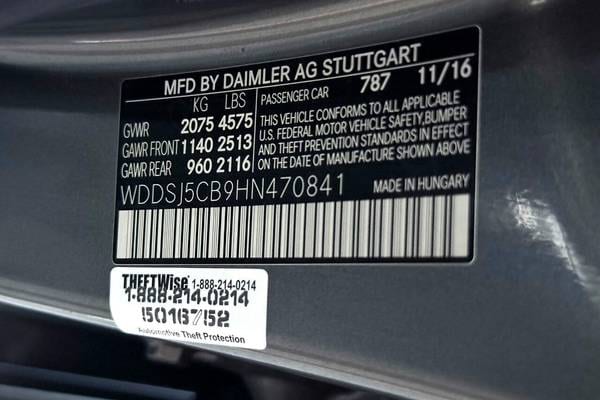 MFD BY DAIMLER AG STUTTGART
KG LBS
GVWR 2075 4575
GAWR FRONT 1140 2513
GAWR REAR 960 2116
PASSENGER CAR 787 11/16
THIS VEHICLE CONFORMS TO ALL APPLICABLE
U.S. FEDERAL MOTOR VEHICLE SAFETY,BUMPER
AND THEFT PREVENTION STANDARDS IN EFFECT
ON THE DATE OF MANUFACTURE SHOWN ABOVE.
WDDSJ5CB9HN470841 MADE IN HUNGARY
THEFTWise 1-888-214-0214
1-888-214-0214
15016752
Automotive Theft Protection